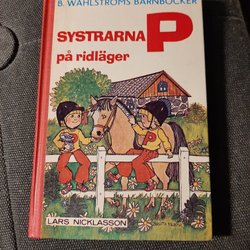 B. WAHLSTRÖMS BARNBÖCKER
SYSTRARNA P
på ridläger
LARS NICKLASSON